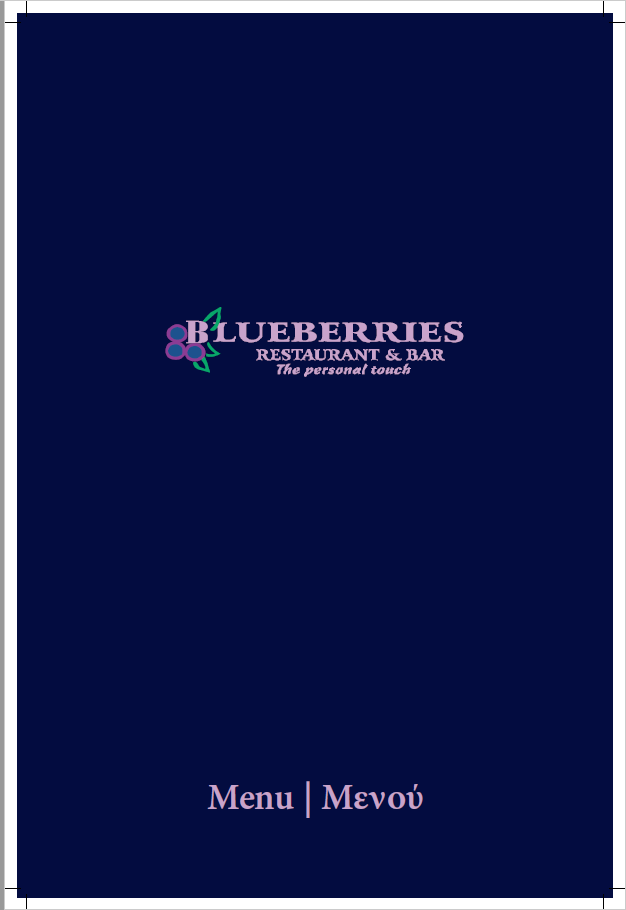 BLUEBERRIES
RESTAURANT & BAR
The personal touch
Menu | Μενού